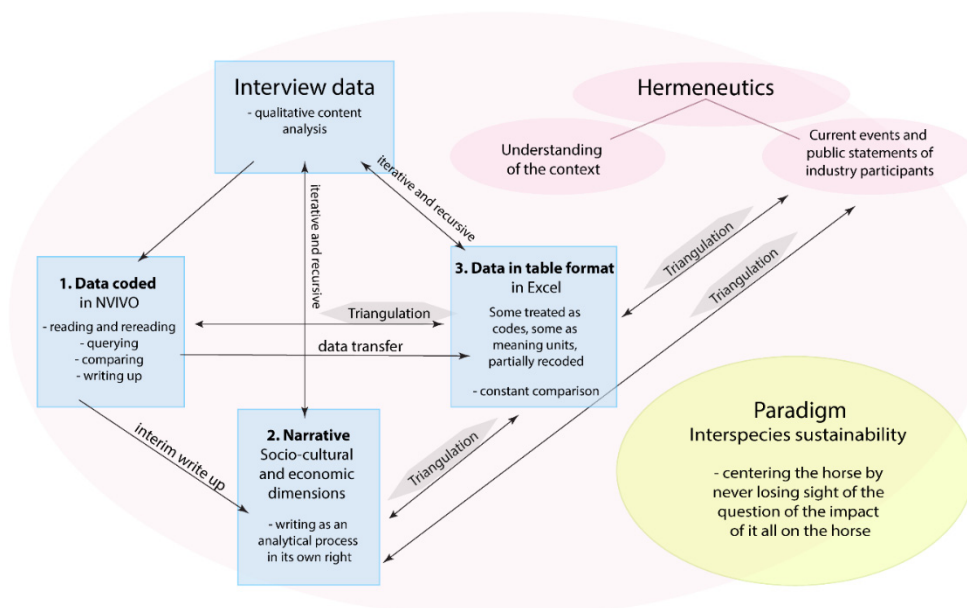 Interview data
- qualitative content
analysis
Hermeneutics
Understanding
of the context
Current events and
public statements of
industry participants
iterative and recursive
iterative and recursive
Triangulation
Triangulation
1. Data coded
in NVIVO
- reading and rereading
- querying
- comparing
- writing up
Triangulation
data transfer
3. Data in table format
in Excel
Some treated as
codes, some as
meaning units,
partially recoded
- constant comparison
interim write up
2. Narrative
Socio-cultural
and economic
dimensions
- writing as an
analytical process
in its own right
Triangulation
Paradigm
Interspecies sustainability
- centering the horse by
never losing sight of the
question of the impact
of it all on the horse